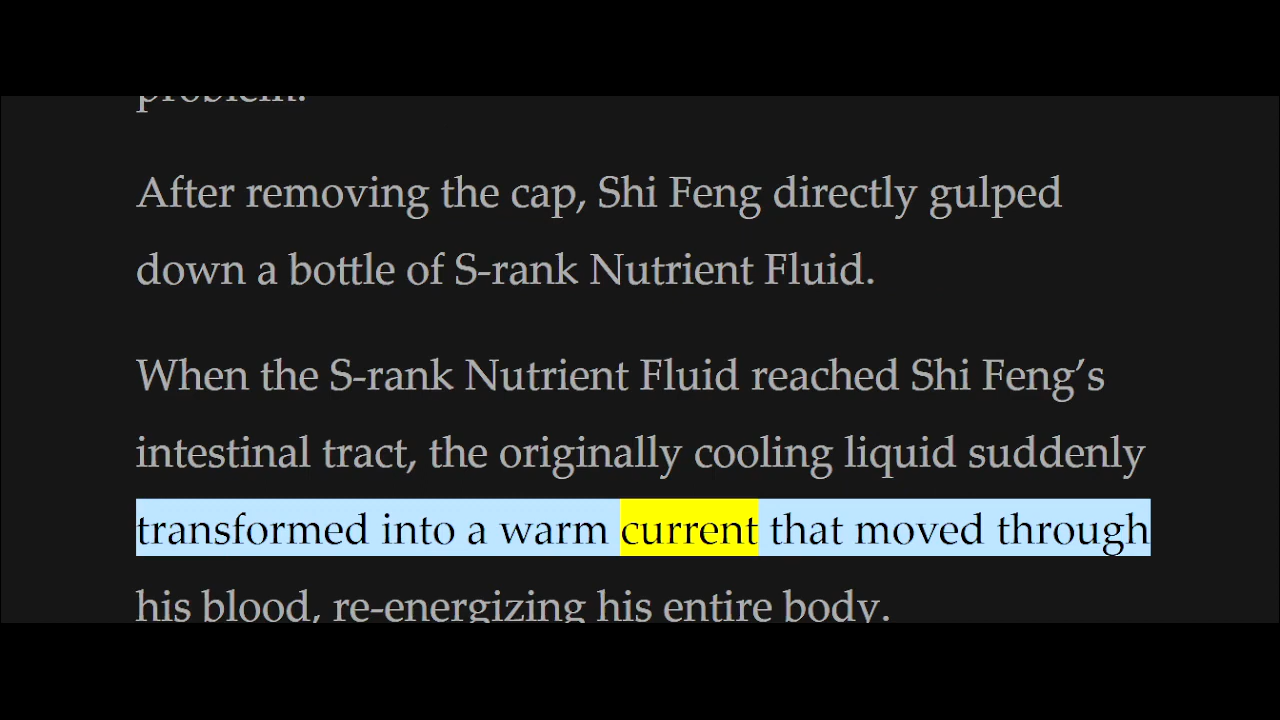 problem.
After removing the cap, Shi Feng directly gulped
down a bottle of S-rank Nutrient Fluid.
When the S-rank Nutrient Fluid reached Shi Feng’s
intestinal tract, the originally cooling liquid suddenly
transformed into a warm current that moved through
his blood, re-energizing his entire body.